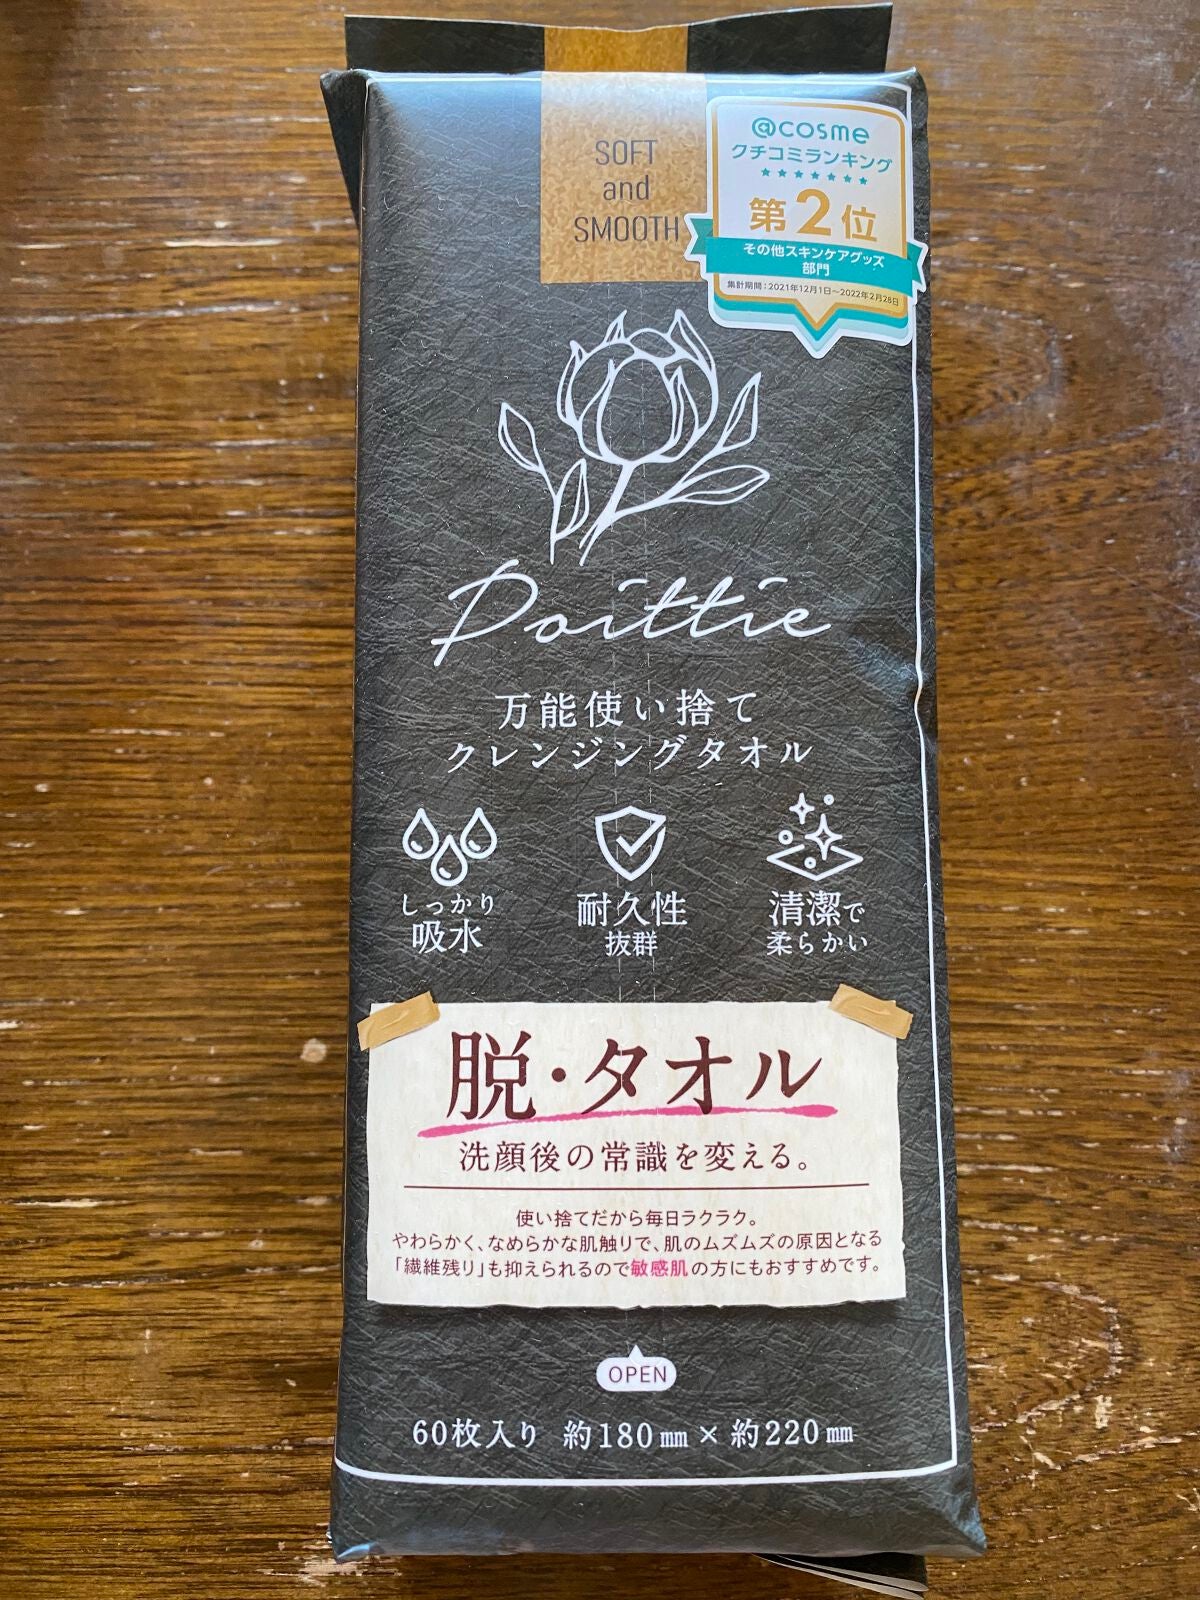 SOFT
and
SMOOTH
@cosme
クチコミランキング
第2位
その他スキンケアグッズ
部門
集計期間：2021年12月1日～2022年2月28日
Poittie
万能使い捨て
クレンジングタオル
しっかり
吸水
耐久性
抜群
清潔で
柔らかい
脱・タオル
洗顔後の常識を変える。
使い捨てだから毎日ラクラク。
やわらかく、なめらかな肌触りで、肌のムズムズの原因となる
「繊維残り」も抑えられるので敏感肌の方にもおすすめです。
OPEN
60枚入り 約180㎜×約220㎜